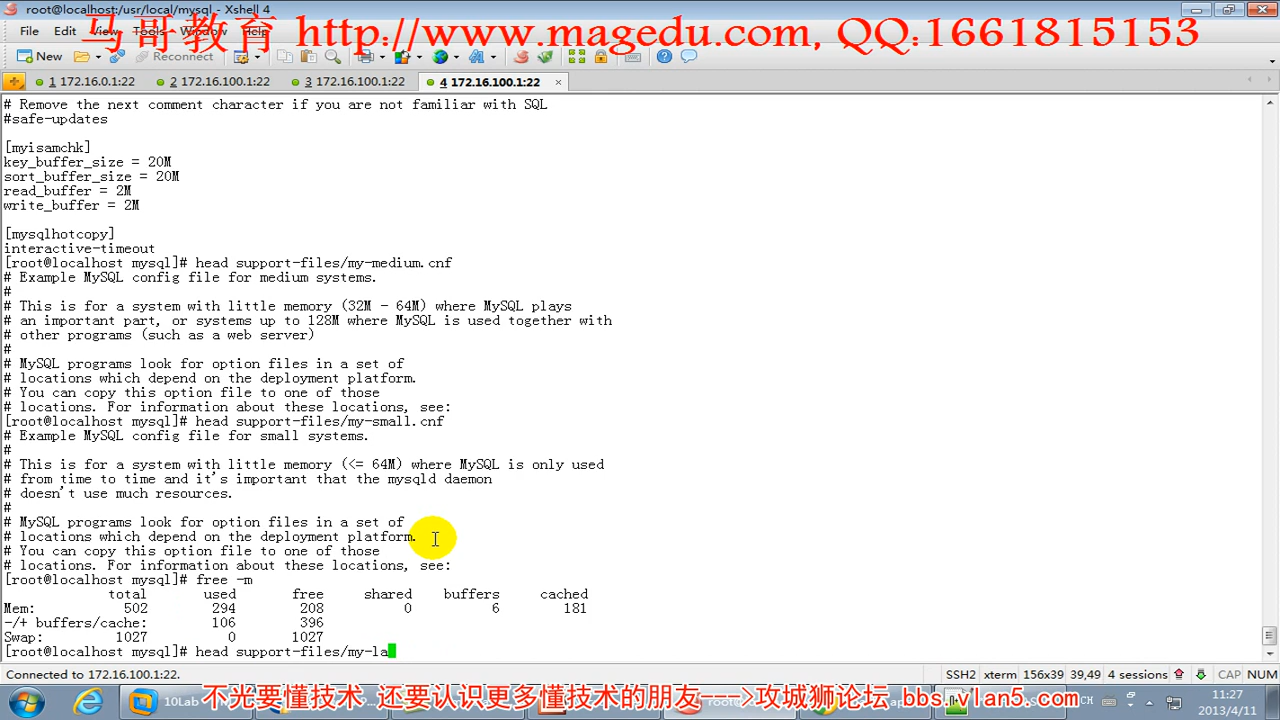 root@localhost:/usr/local/mysql - Xshell 4
File Edit View Tools Window Help
马哥教育 http://www.magedu.com, QQ:1661815153
New Reconnect
1 172.16.0.1:22 2 172.16.100.1:22 3 172.16.100.1:22 4 172.16.100.1:22
# Remove the next comment character if you are not familiar with SQL
#safe-updates
[myisamchk]
key_buffer_size = 20M
sort_buffer_size = 20M
read_buffer = 2M
write_buffer = 2M
[mysqlhotcopy]
interactive-timeout
[root@localhost mysql]# head support-files/my-medium.cnf
# Example MySQL config file for medium systems.
#
# This is for a system with little memory (32M - 64M) where MySQL plays
# an important part, or systems up to 128M where MySQL is used together with
# other programs (such as a web server)
#
# MySQL programs look for option files in a set of
# locations which depend on the deployment platform.
# You can copy this option file to one of those
# locations. For information about these locations, see:
[root@localhost mysql]# head support-files/my-small.cnf
# Example MySQL config file for small systems.
#
# This is for a system with little memory (<= 64M) where MySQL is only used
# from time to time and it's important that the mysqld daemon
# doesn't use much resources.
#
# MySQL programs look for option files in a set of
# locations which depend on the deployment platform.
# You can copy this option file to one of those
# locations. For information about these locations, see:
[root@localhost mysql]# free -m
total used free shared buffers cached
Mem: 502 294 208 0 6 181
-/+ buffers/cache: 106 396
Swap: 1027 0 1027
[root@localhost mysql]# head support-files/my-la
Connected to 172.16.100.1:22. SSH2 xterm 156x39 39,49 4 sessions CAP NUM
10Lab
不光要懂技术 还要认识更多懂技术的朋友--->攻城狮论坛 bbs.vlan5.com
CH
11:27
2013/4/11